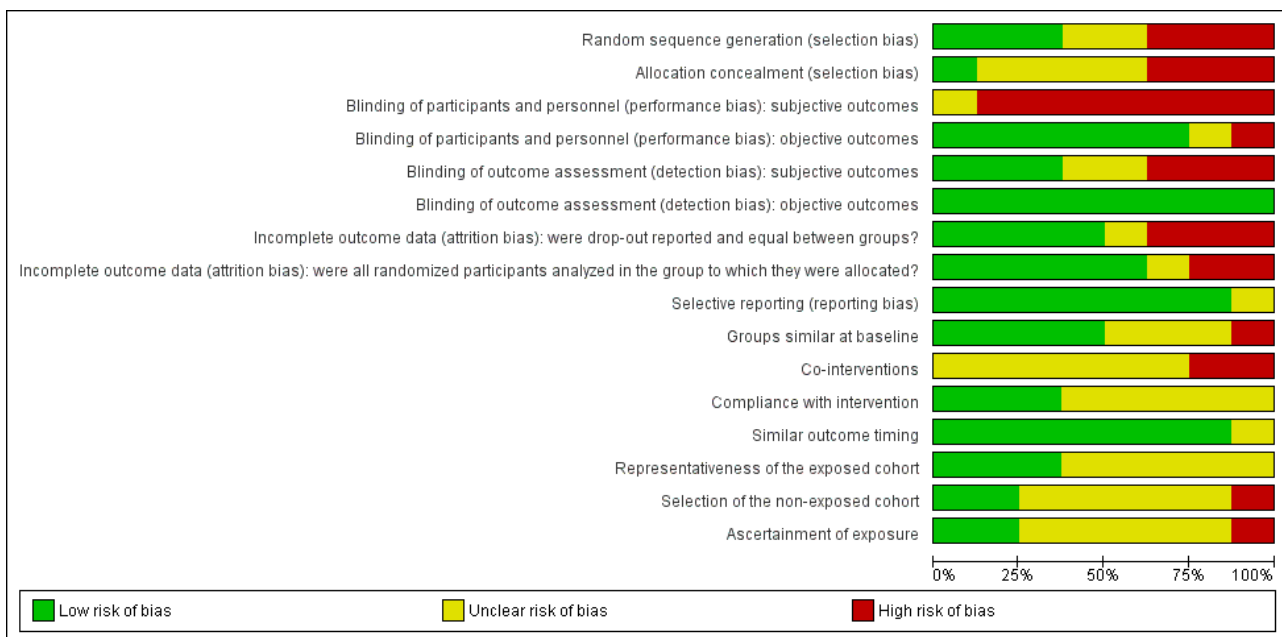 Random sequence generation (selection bias)
Allocation concealment (selection bias)
Blinding of participants and personnel (performance bias): subjective outcomes
Blinding of participants and personnel (performance bias): objective outcomes
Blinding of outcome assessment (detection bias): subjective outcomes
Blinding of outcome assessment (detection bias): objective outcomes
Incomplete outcome data (attrition bias): were drop-out reported and equal between groups?
Incomplete outcome data (attrition bias): were all randomized participants analyzed in the group to which they were allocated?
Selective reporting (reporting bias)
Groups similar at baseline
Co-interventions
Compliance with intervention
Similar outcome timing
Representativeness of the exposed cohort
Selection of the non-exposed cohort
Ascertainment of exposure
0% 25% 50% 75% 100%
Low risk of bias Unclear risk of bias High risk of bias